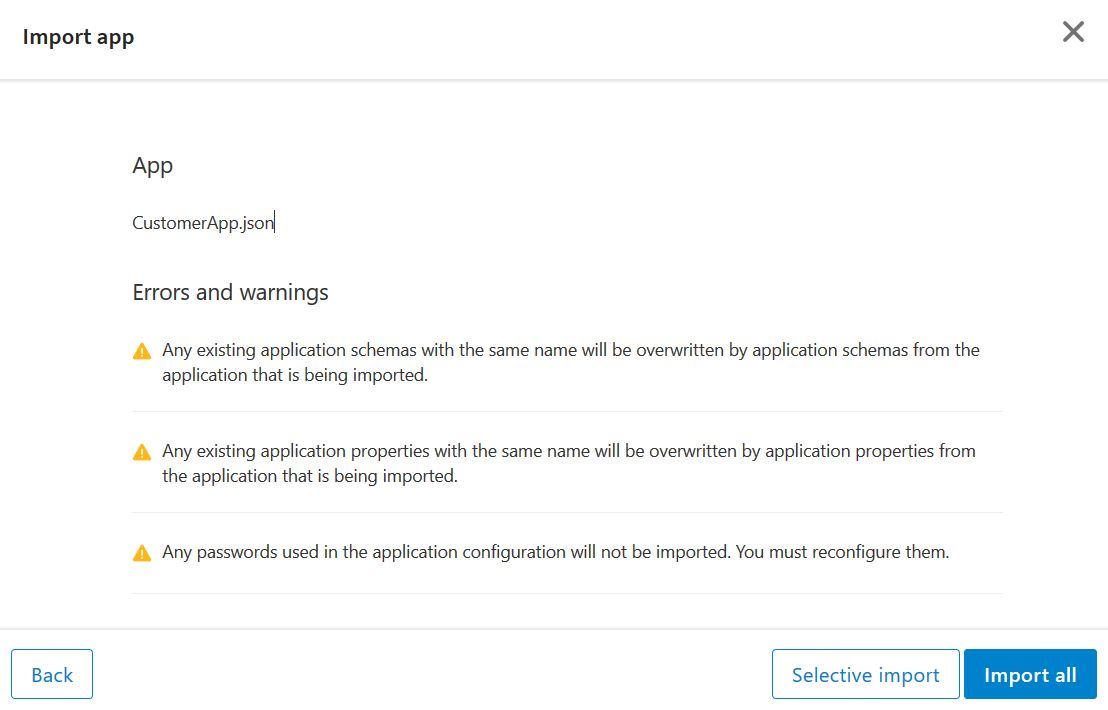 Import app
App
CustomerApp.json
Errors and warnings
Any existing application schemas with the same name will be overwritten by application schemas from the
application that is being imported.
Any existing application properties with the same name will be overwritten by application properties from
the application that is being imported.
Any passwords used in the application configuration will not be imported. You must reconfigure them.
Back
Selective import
Import all